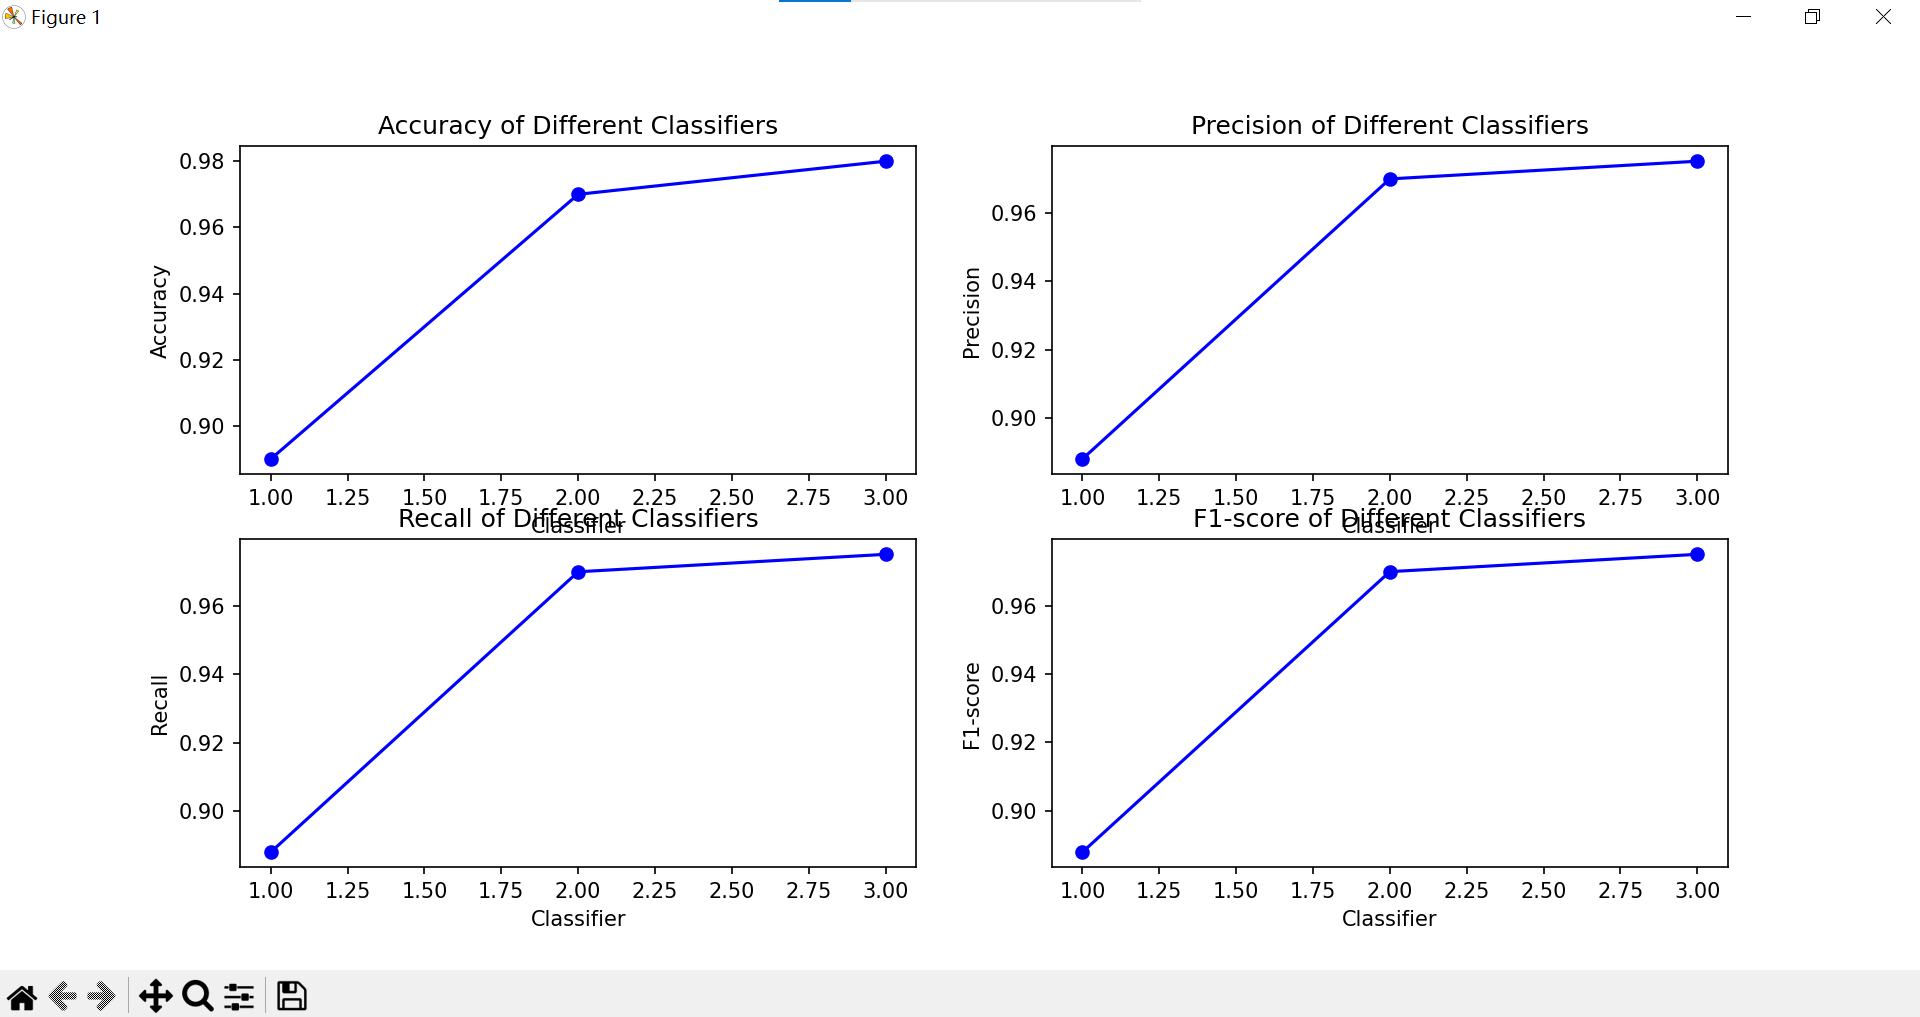 Figure 1
Accuracy of Different Classifiers
Accuracy
0.98
0.96
0.94
0.92
0.90
1.00 1.25 1.50 1.75 2.00 2.25 2.50 2.75 3.00
Classifier
Precision of Different Classifiers
Precision
0.96
0.94
0.92
0.90
1.00 1.25 1.50 1.75 2.00 2.25 2.50 2.75 3.00
Classifier
Recall of Different Classifiers
Recall
0.96
0.94
0.92
0.90
1.00 1.25 1.50 1.75 2.00 2.25 2.50 2.75 3.00
Classifier
F1-score of Different Classifiers
F1-score
0.96
0.94
0.92
0.90
1.00 1.25 1.50 1.75 2.00 2.25 2.50 2.75 3.00
Classifier